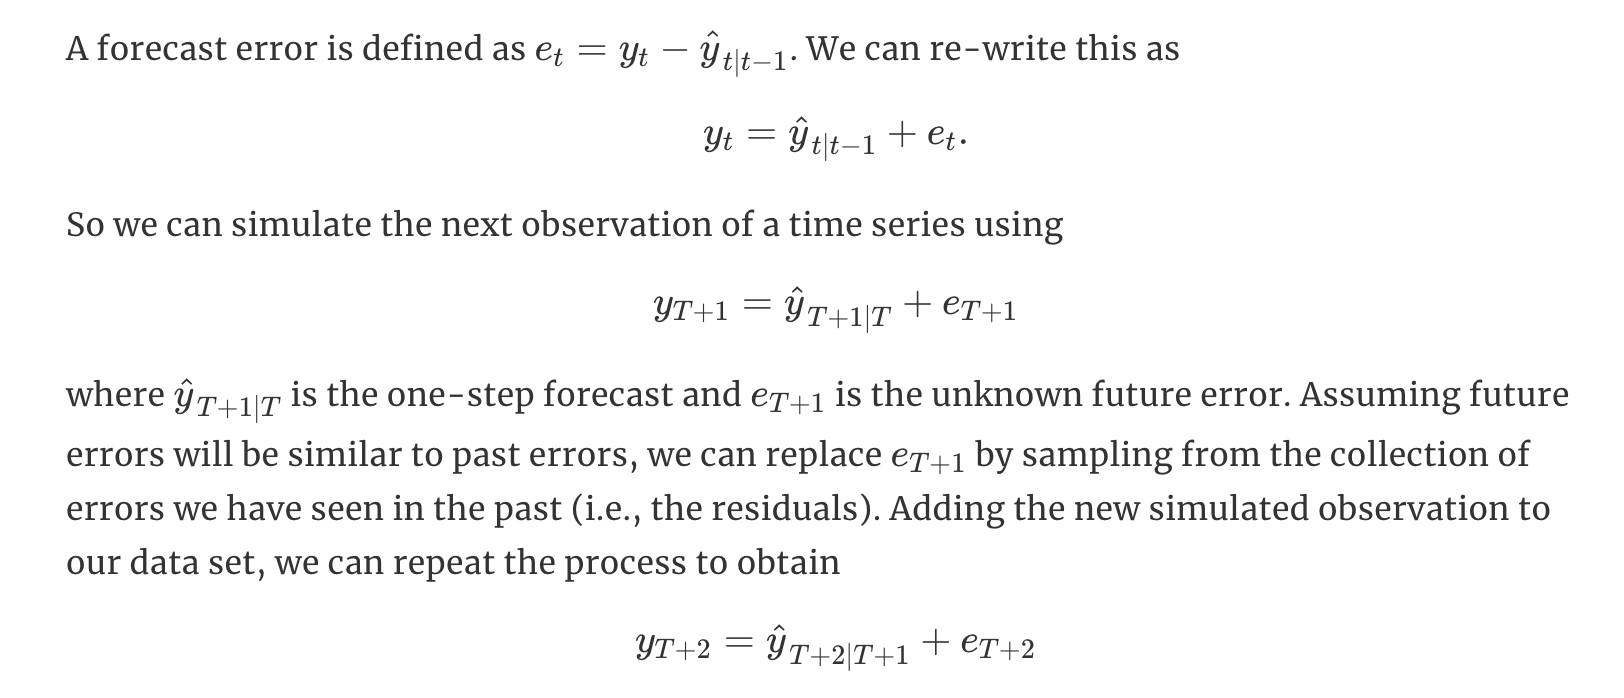 A forecast error is defined as $e_t = y_t - \hat{y}_{t|t-1}$. We can re-write this as
$$y_t = \hat{y}_{t|t-1} + e_t.$$
So we can simulate the next observation of a time series using
$$y_{T+1} = \hat{y}_{T+1|T} + e_{T+1}$$
where $\hat{y}_{T+1|T}$ is the one-step forecast and $e_{T+1}$ is the unknown future error. Assuming future
errors will be similar to past errors, we can replace $e_{T+1}$ by sampling from the collection of
errors we have seen in the past (i.e., the residuals). Adding the new simulated observation to
our data set, we can repeat the process to obtain
$$y_{T+2} = \hat{y}_{T+2|T+1} + e_{T+2}$$